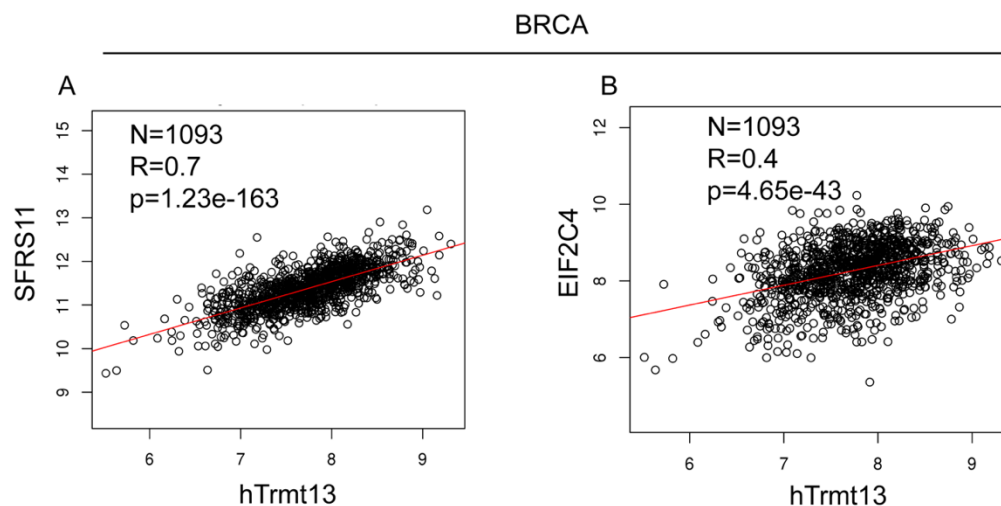 BRCA
A
N=1093
R=0.7
p=1.23e-163
SFRS11
15
14
13
12
11
10
9
6
7
8
9
hTrmt13
B
N=1093
R=0.4
p=4.65e-43
EIF2C4
12
10
8
6
6
7
8
9
hTrmt13